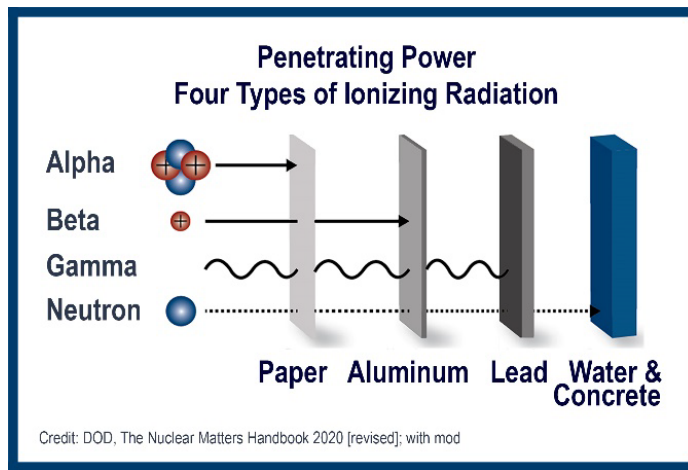 Penetrating Power
Four Types of Ionizing Radiation
Alpha
+ +
Beta
+
Gamma
Neutron
Paper Aluminum Lead Water &
Concrete
Credit: DOD, The Nuclear Matters Handbook 2020 [revised]; with mod